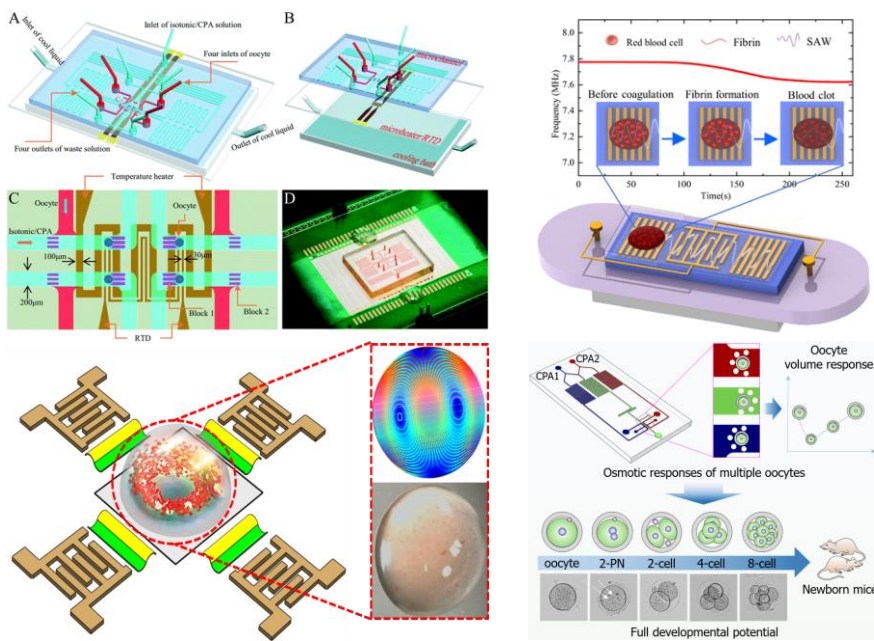 A
Inlet of isotonic/CPA solution
Inlet of cool liquid
Four inlets of oocyte
Four outlets of waste solution
Outlet of cool liquid
B
microchannel
microheater RTD
cooling bath
Temperature heater
C
Oocyte
Oocyte
Isotonic/CPA
100μm
30μm
200μm
Block 1
Block 2
RTD
D
Red blood cell
Fibrin
SAW
Frequency (MHz)
8.0
7.8
7.6
7.4
7.2
7.0
Before coagulation
Fibrin formation
Blood clot
0
50
100
150
200
250
Time(s)
CPA1
CPA2
Oocyte
volume response
Osmotic responses of multiple oocytes
oocyte
2-PN
2-cell
4-cell
8-cell
Newborn mice
Full developmental potential